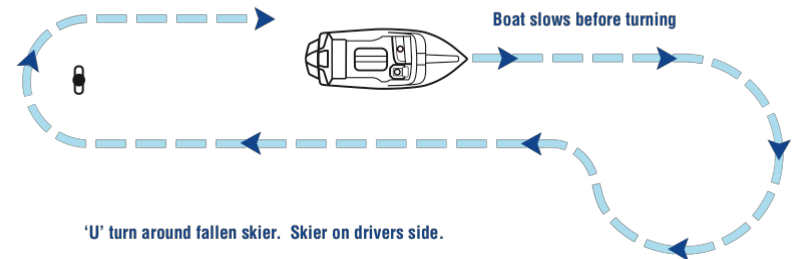 Boat slows before turning
‘U’ turn around fallen skier.  Skier on drivers side.